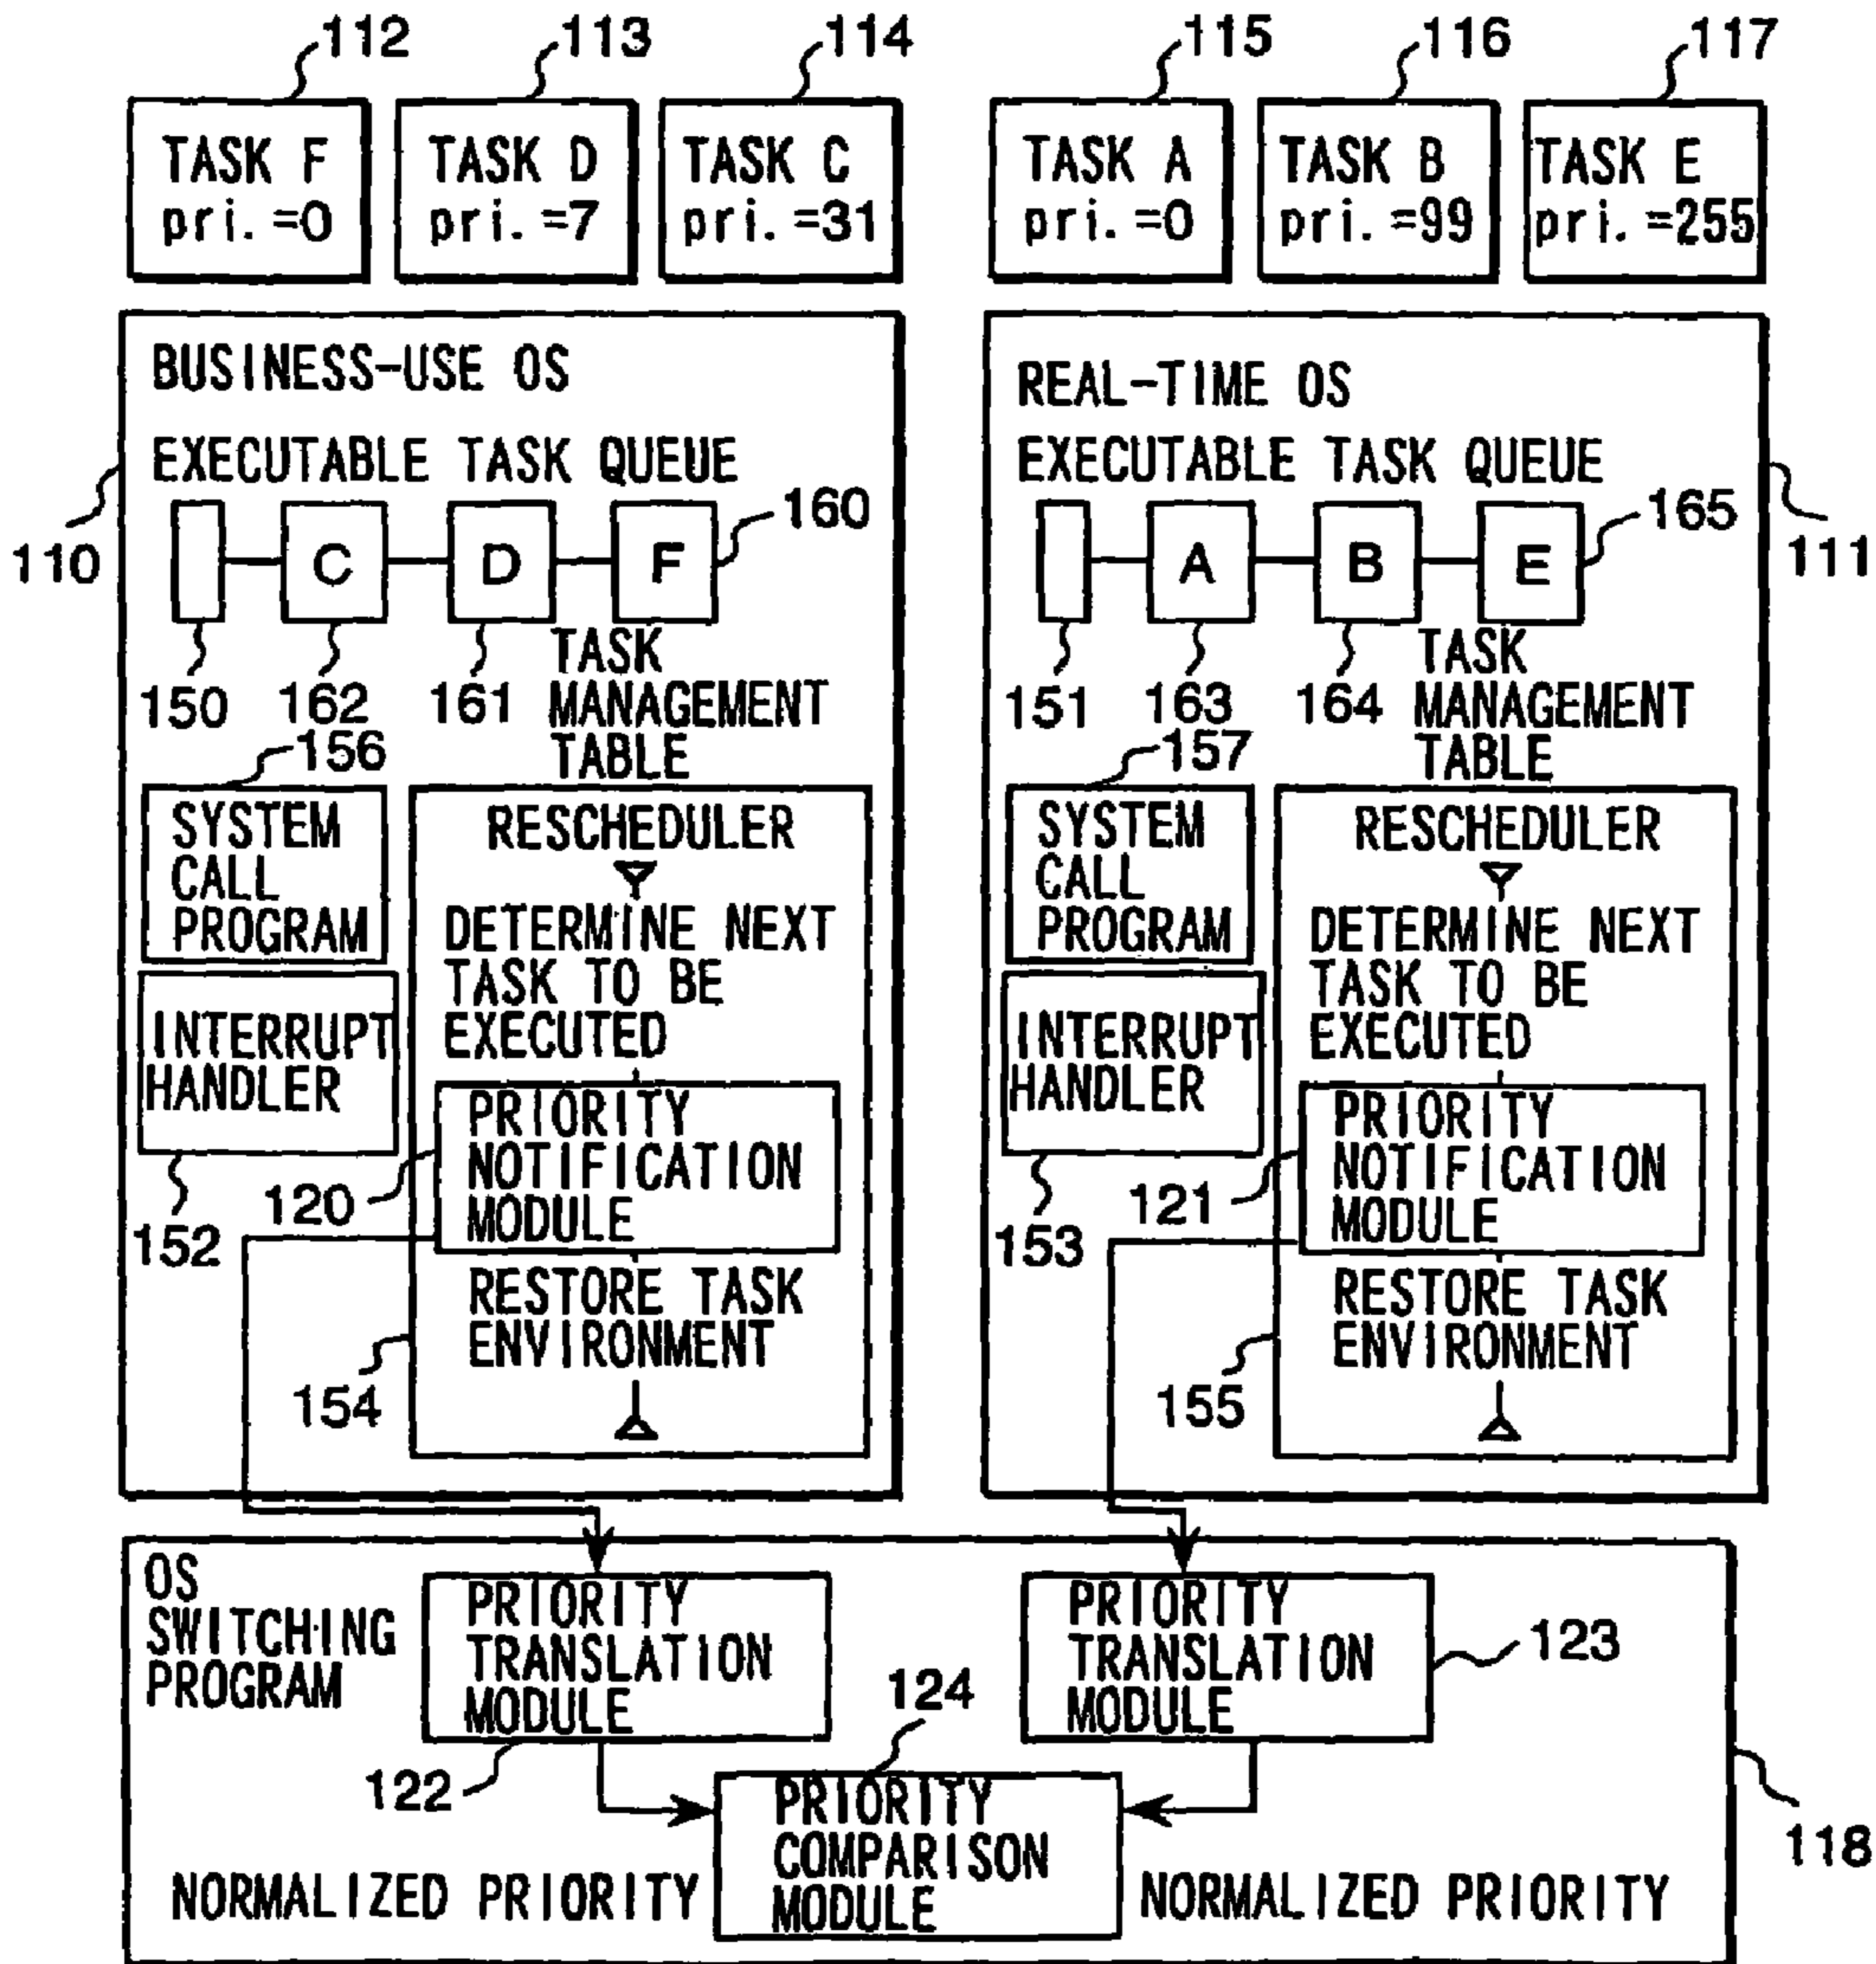 112
113
114
115
116
117
TASK F
pri.=0
TASK D
pri.=7
TASK C
pri.=31
TASK A
pri.=0
TASK B
pri.=99
TASK E
pri.=255
BUSINESS-USE OS
EXECUTABLE TASK QUEUE
110
C
D
F
160
150
162
161
TASK
MANAGEMENT
TABLE
156
SYSTEM
CALL
PROGRAM
INTERRUPT
HANDLER
152
RESCHEDULER
DETERMINE NEXT
TASK TO BE
EXECUTED
PRIORITY
NOTIFICATION
MODULE
120
RESTORE TASK
ENVIRONMENT
154
REAL-TIME OS
EXECUTABLE TASK QUEUE
111
A
B
E
165
151
163
164
TASK
MANAGEMENT
TABLE
157
SYSTEM
CALL
PROGRAM
INTERRUPT
HANDLER
153
RESCHEDULER
DETERMINE NEXT
TASK TO BE
EXECUTED
PRIORITY
NOTIFICATION
MODULE
121
RESTORE TASK
ENVIRONMENT
155
OS
SWITCHING
PROGRAM
PRIORITY
TRANSLATION
MODULE
122
PRIORITY
TRANSLATION
MODULE
123
124
PRIORITY
COMPARISON
MODULE
118
NORMALIZED PRIORITY
NORMALIZED PRIORITY